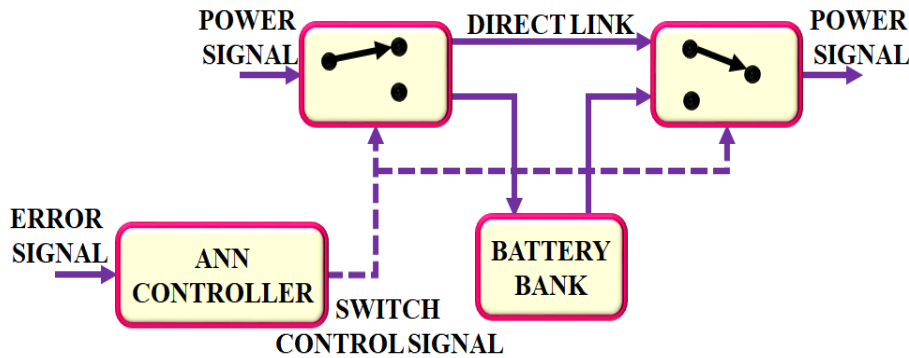 POWER
SIGNAL
DIRECT LINK
POWER
SIGNAL
ERROR
SIGNAL
ANN
CONTROLLER
BATTERY
BANK
SWITCH
CONTROL SIGNAL